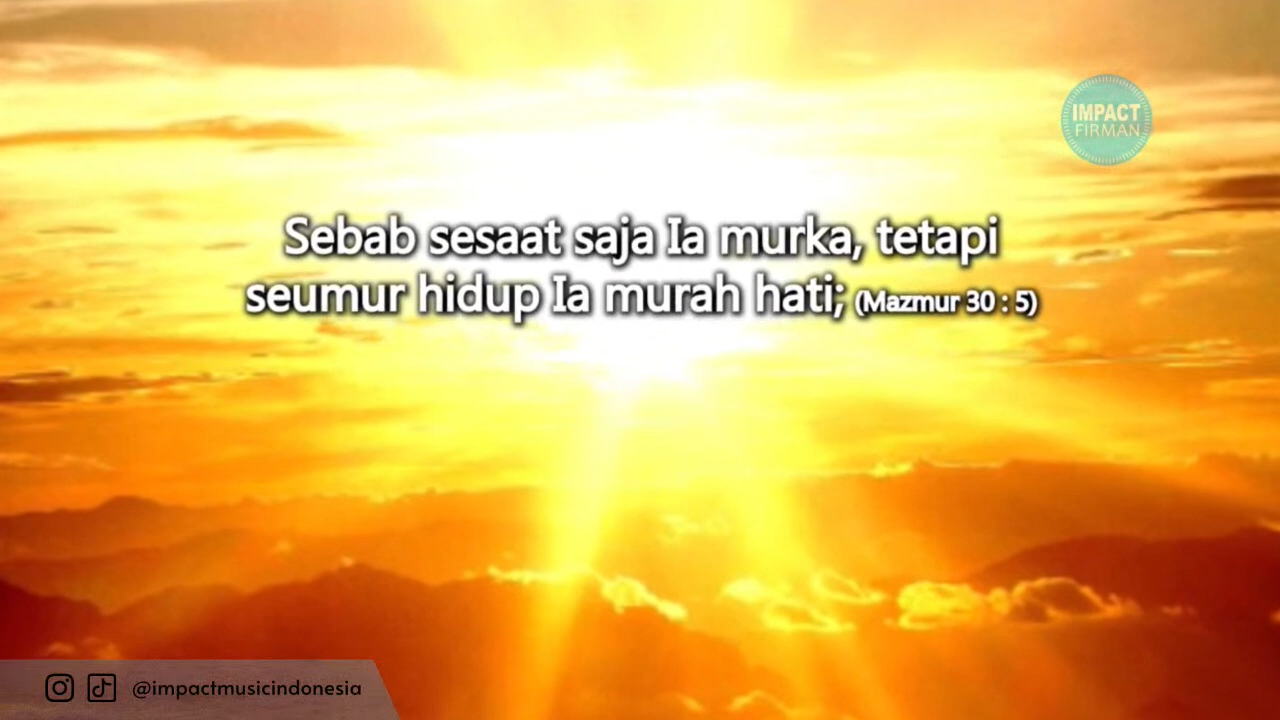 IMPACT
FIRMAN
Sebab sesaat saja Ia murka, tetapi
seumur hidup Ia murah hati; (Mazmur 30 : 5)
@impactmusicindonesia